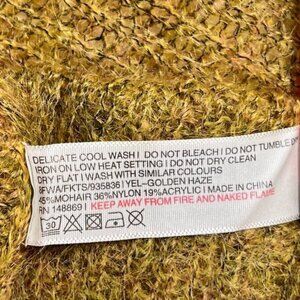 DELICATE COOL WASH | DO NOT BLEACH | DO NOT TUMBLE
IRON ON LOW HEAT SETTING | DO NOT DRY CLEAN
DRY FLAT | WASH WITH SIMILAR COLOURS
FW/A/FKTS/935836 | YEL-GOLDEN HAZE
45%MOHAIR 36%NYLON 19%ACRYLIC | MADE IN CHINA
RN 148869 | KEEP AWAY FROM FIRE AND NAKED FLAME
30